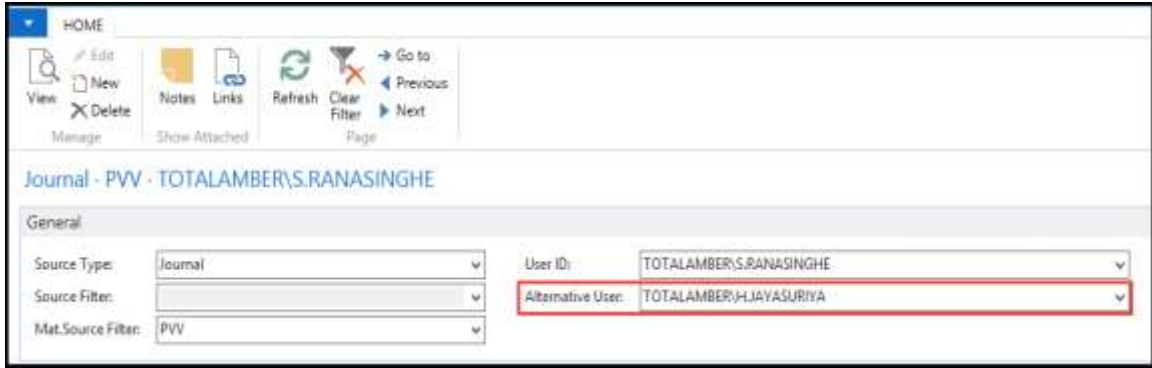 HOME
View
Edit
New
Delete
Manage
Notes
Links
Show Attached
Refresh
Clear Filter
Go to
Previous
Next
Page
Journal - PVV - TOTALAMBER\S.RANASINGHE
General
Source Type: Journal
User ID: TOTALAMBER\S.RANASINGHE
Source Filter:
Alternative User: TOTALAMBER\H.JAYASURIYA
Mat.Source Filter: PVV